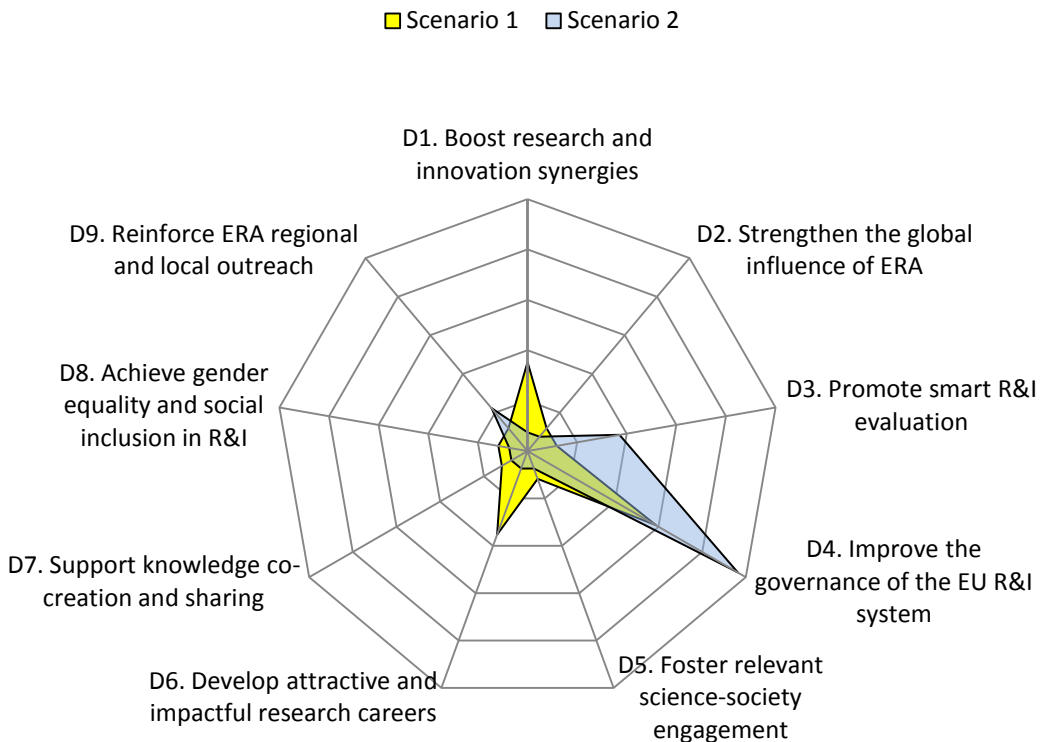 Scenario 1 Scenario 2
D1. Boost research and
innovation synergies
D2. Strengthen the global
influence of ERA
D3. Promote smart R&I
evaluation
D4. Improve the
governance of the EU R&I
system
D5. Foster relevant
science-society
engagement
D6. Develop attractive and
impactful research careers
D7. Support knowledge co-
creation and sharing
D8. Achieve gender
equality and social
inclusion in R&I
D9. Reinforce ERA regional
and local outreach